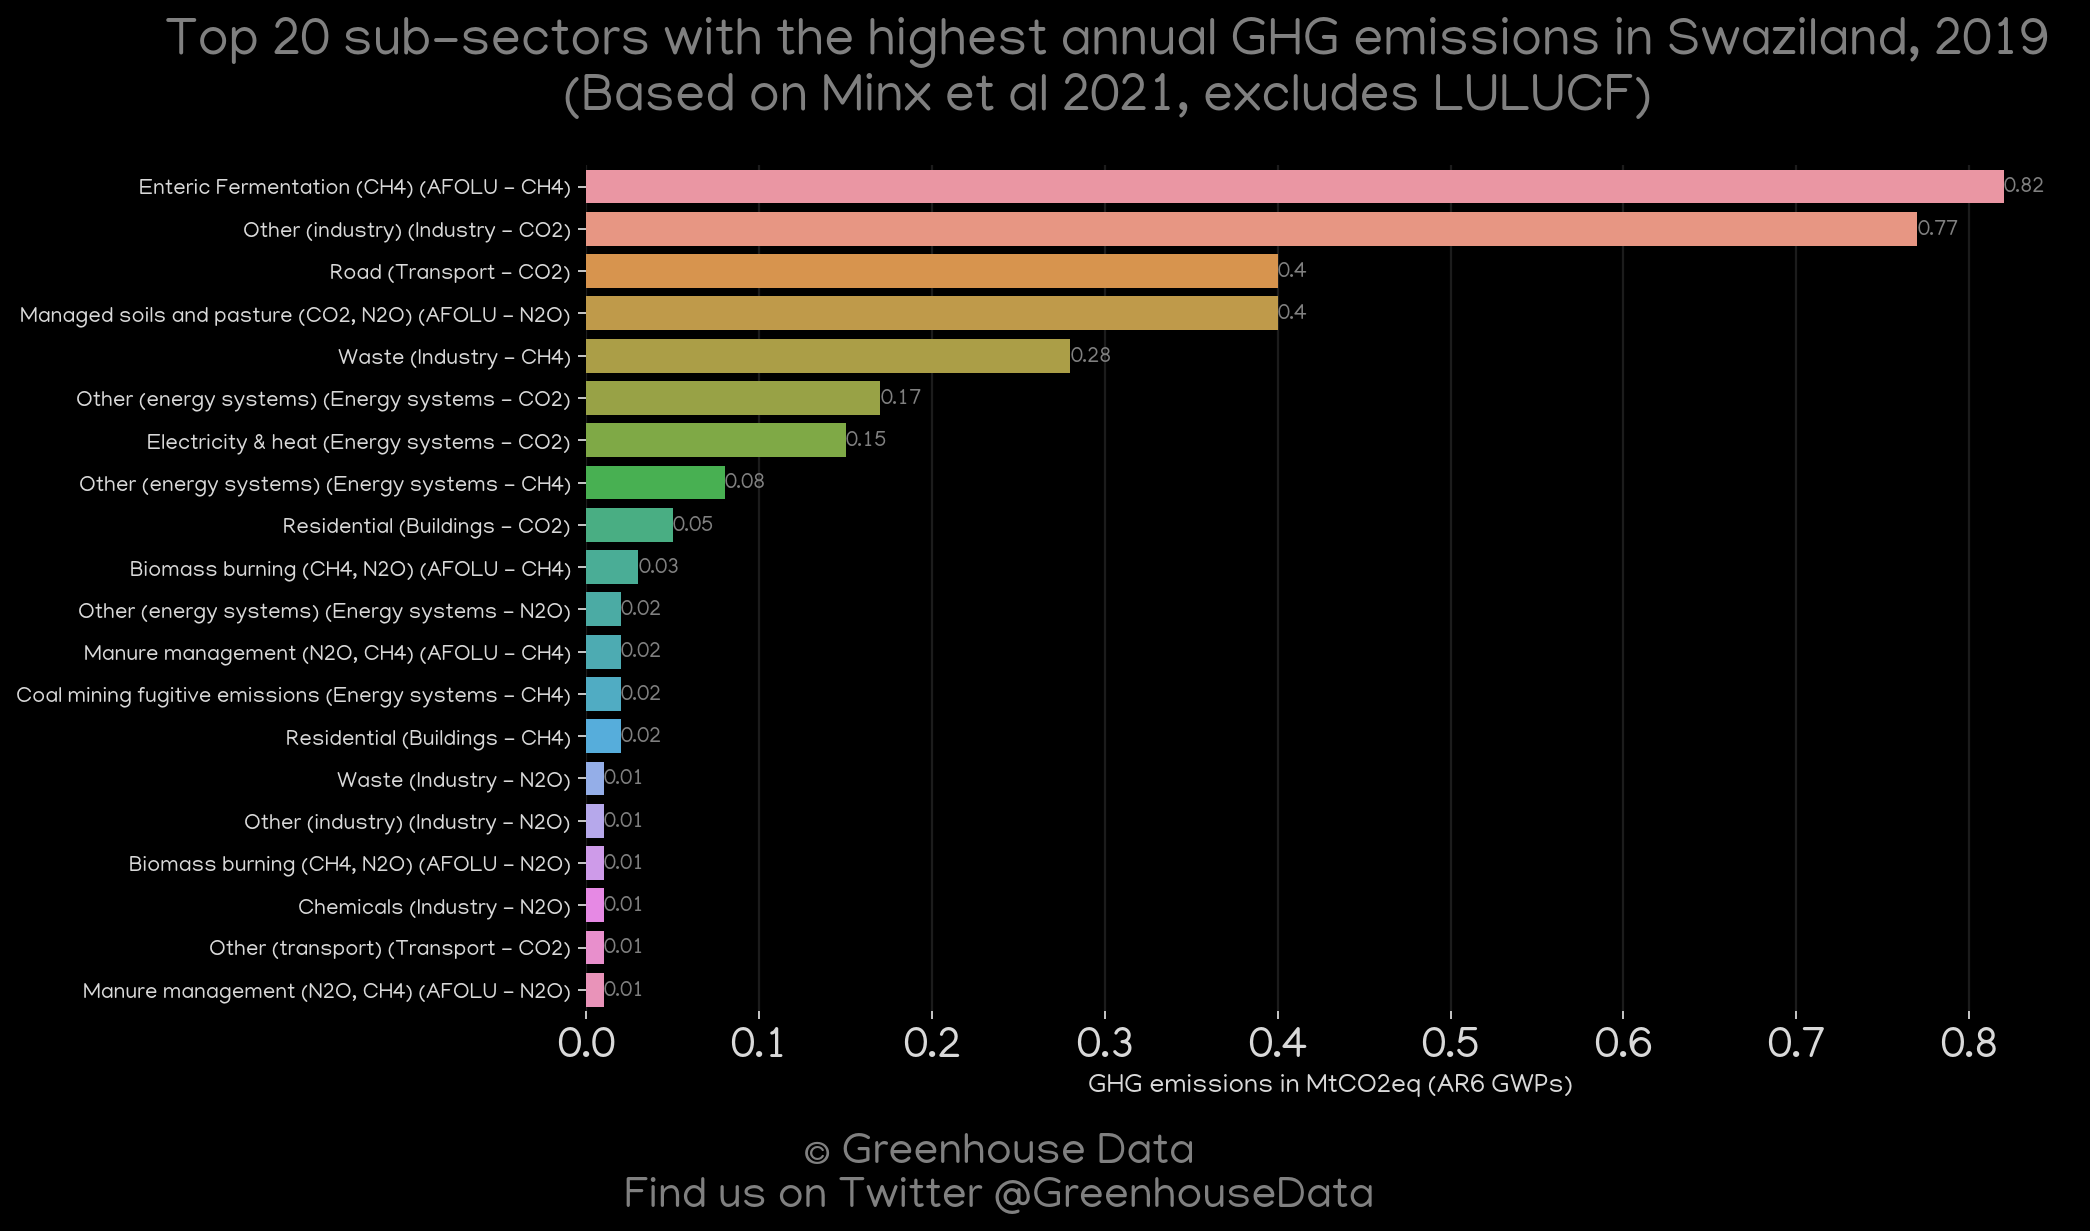 Top 20 sub-sectors with the highest annual GHG emissions in Swaziland, 2019
(Based on Minx et al 2021, excludes LULUCF)
Enteric Fermentation (CH4) (AFOLU - CH4) 0.82
Other (industry) (Industry - CO2) 0.77
Road (Transport - CO2) 0.4
Managed soils and pasture (CO2, N2O) (AFOLU - N2O) 0.4
Waste (Industry - CH4) 0.28
Other (energy systems) (Energy systems - CO2) 0.17
Electricity & heat (Energy systems - CO2) 0.15
Other (energy systems) (Energy systems - CH4) 0.08
Residential (Buildings - CO2) 0.05
Biomass burning (CH4, N2O) (AFOLU - CH4) 0.03
Other (energy systems) (Energy systems - N2O) 0.02
Manure management (N2O, CH4) (AFOLU - CH4) 0.02
Coal mining fugitive emissions (Energy systems - CH4) 0.02
Residential (Buildings - CH4) 0.02
Waste (Industry - N2O) 0.01
Other (industry) (Industry - N2O) 0.01
Biomass burning (CH4, N2O) (AFOLU - N2O) 0.01
Chemicals (Industry - N2O) 0.01
Other (transport) (Transport - CO2) 0.01
Manure management (N2O, CH4) (AFOLU - N2O) 0.01
0.0 0.1 0.2 0.3 0.4 0.5 0.6 0.7 0.8
GHG emissions in MtCO2eq (AR6 GWPs)
© Greenhouse Data
Find us on Twitter @GreenhouseData